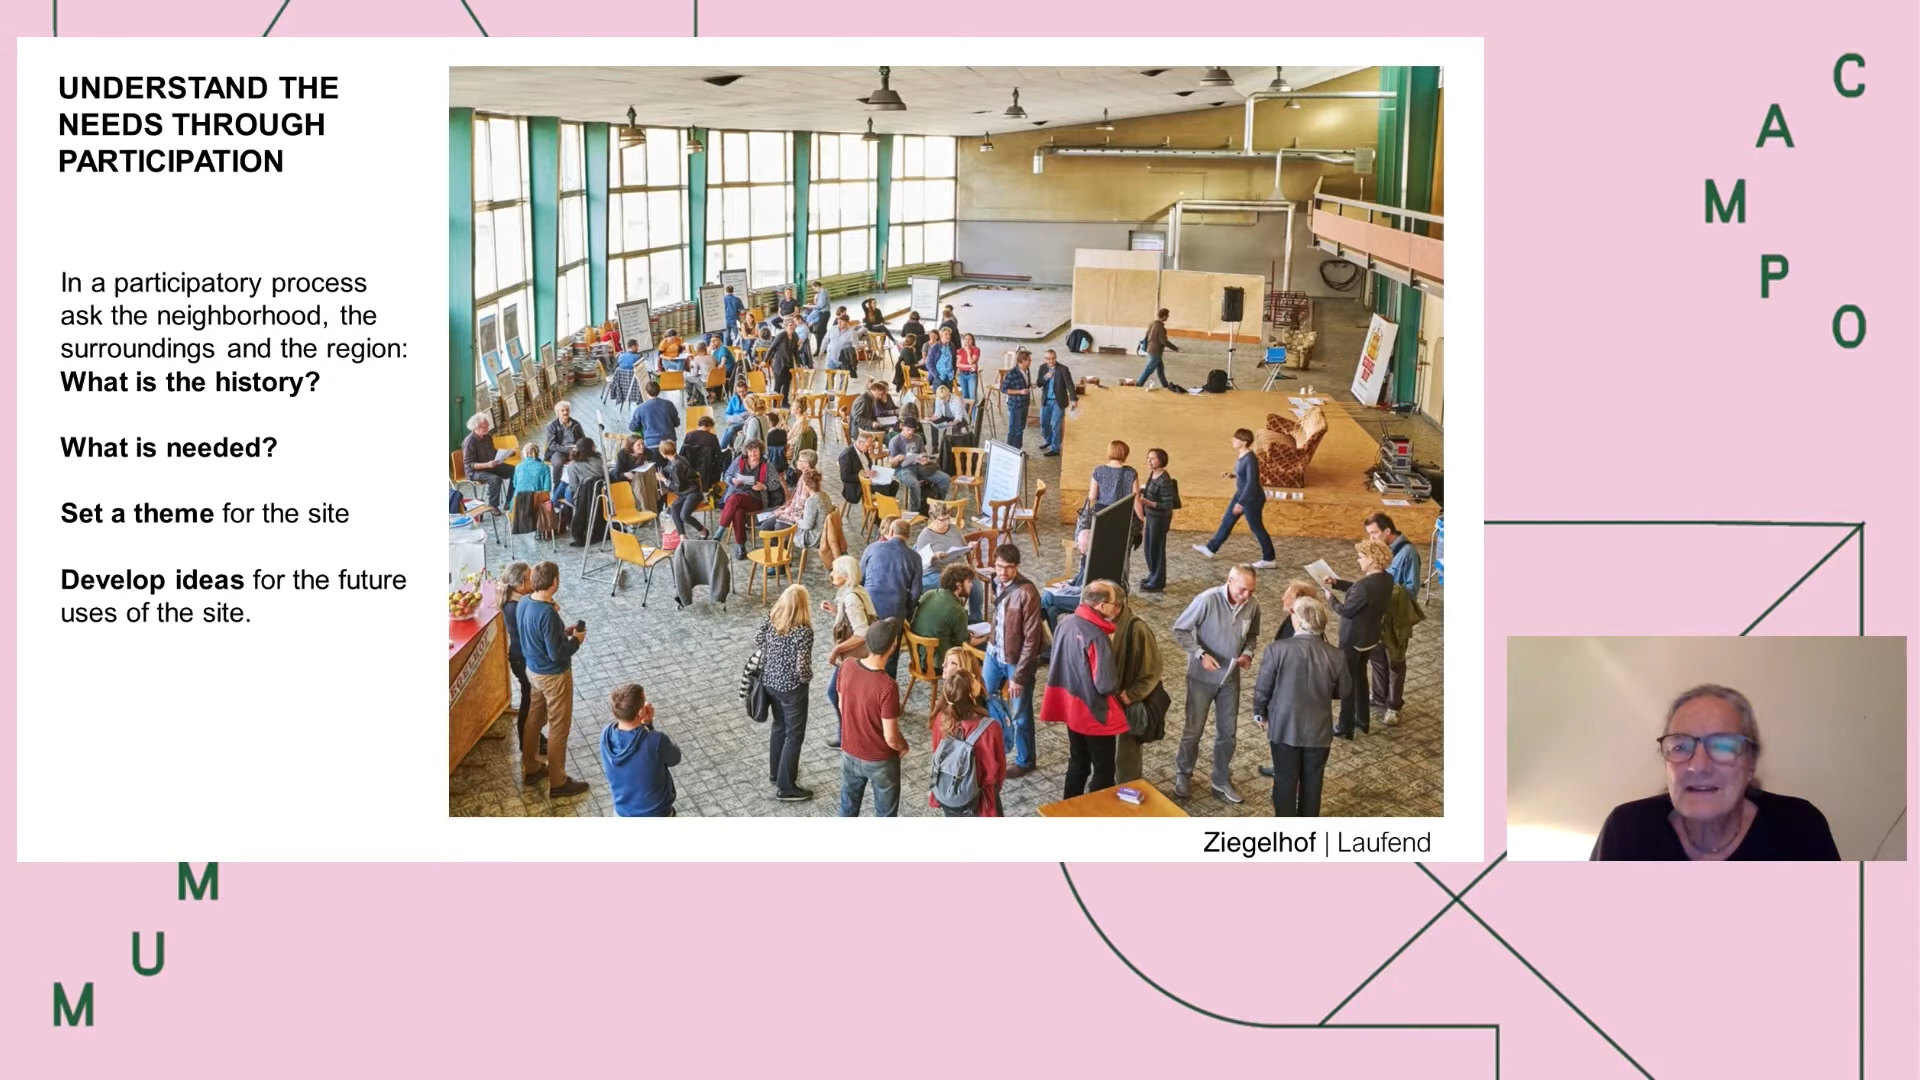 UNDERSTAND THE
NEEDS THROUGH
PARTICIPATION
In a participatory process
ask the neighborhood, the
surroundings and the region:
What is the history?
What is needed?
Set a theme for the site
Develop ideas for the future
uses of the site.
Ziegelhof | Laufend
C
A
M
P
O
M
U
M